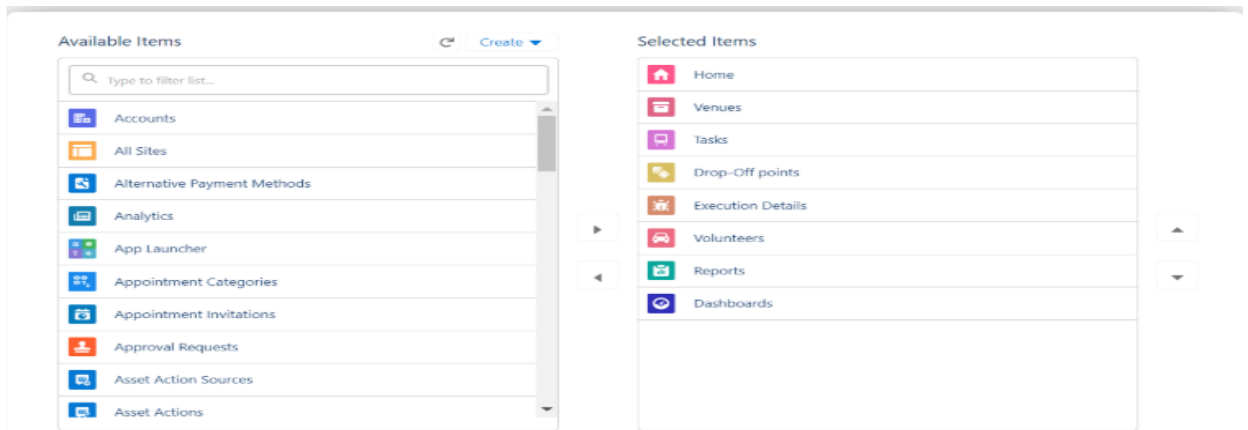 Available Items
Create
Type to filter list...
Accounts
All Sites
Alternative Payment Methods
Analytics
App Launcher
Appointment Categories
Appointment Invitations
Approval Requests
Asset Action Sources
Asset Actions
Selected Items
Home
Venues
Tasks
Drop-Off points
Execution Details
Volunteers
Reports
Dashboards